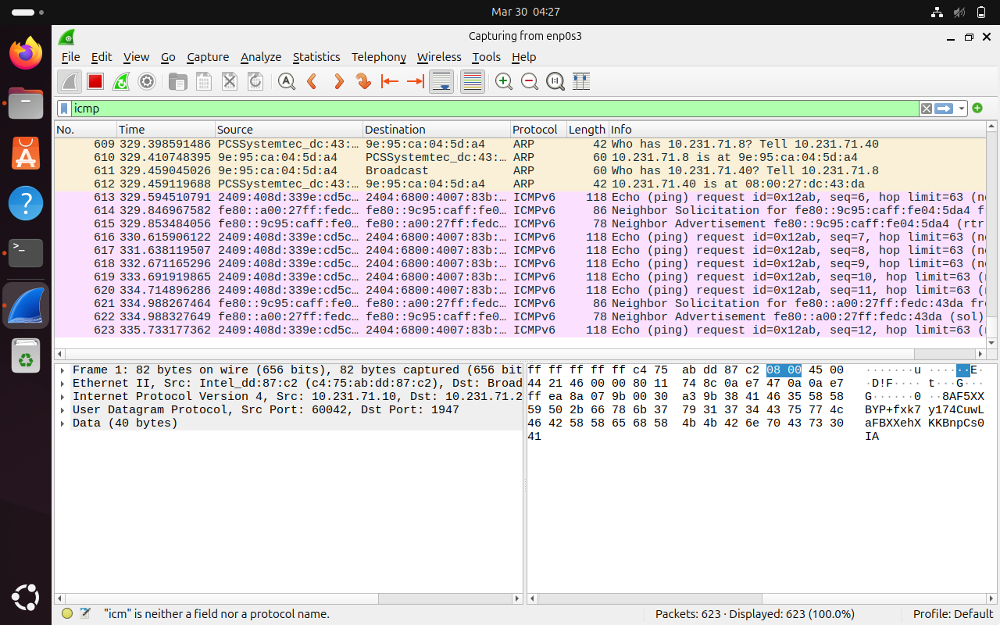 Mar 30 04:27
Capturing from enp0s3
File Edit View Go Capture Analyze Statistics Telephony Wireless Tools Help
icmp
No. Time Source Destination Protocol Length Info
609 329.398591486 PCSSystemtec_dc:43:… 9e:95:ca:04:5d:a4 ARP 42 Who has 10.231.71.8? Tell 10.231.71.40
610 329.410748395 9e:95:ca:04:5d:a4 PCSSystemtec_dc:43:… ARP 60 10.231.71.8 is at 9e:95:ca:04:5d:a4
611 329.459045026 9e:95:ca:04:5d:a4 Broadcast ARP 60 Who has 10.231.71.40? Tell 10.231.71.8
612 329.459119688 PCSSystemtec_dc:43:… 9e:95:ca:04:5d:a4 ARP 42 10.231.71.40 is at 08:00:27:dc:43:da
613 329.594510791 2409:408d:339e:cd5c… 2404:6800:4007:83b:… ICMPv6 118 Echo (ping) request id=0x12ab, seq=6, hop limit=63 (no
614 329.846967582 fe80::a00:27ff:fedc… fe80::9c95:caff:fe0… ICMPv6 86 Neighbor Solicitation for fe80::9c95:caff:fe04:5da4 f
615 329.853484056 fe80::9c95:caff:fe0… fe80::a00:27ff:fedc… ICMPv6 78 Neighbor Advertisement fe80::9c95:caff:fe04:5da4 (rtr
616 330.615906122 2409:408d:339e:cd5c… 2404:6800:4007:83b:… ICMPv6 118 Echo (ping) request id=0x12ab, seq=7, hop limit=63 (no
617 331.638119507 2409:408d:339e:cd5c… 2404:6800:4007:83b:… ICMPv6 118 Echo (ping) request id=0x12ab, seq=8, hop limit=63 (no
618 332.671165296 2409:408d:339e:cd5c… 2404:6800:4007:83b:… ICMPv6 118 Echo (ping) request id=0x12ab, seq=9, hop limit=63 (no
619 333.691919865 2409:408d:339e:cd5c… 2404:6800:4007:83b:… ICMPv6 118 Echo (ping) request id=0x12ab, seq=10, hop limit=63 (
620 334.714896286 2409:408d:339e:cd5c… 2404:6800:4007:83b:… ICMPv6 118 Echo (ping) request id=0x12ab, seq=11, hop limit=63 (
621 334.988267464 fe80::9c95:caff:fe0… fe80::a00:27ff:fedc… ICMPv6 86 Neighbor Solicitation for fe80::a00:27ff:fedc:43da fr
622 334.988327649 fe80::a00:27ff:fedc… fe80::9c95:caff:fe0… ICMPv6 78 Neighbor Advertisement fe80::a00:27ff:fedc:43da (sol)
623 335.733177362 2409:408d:339e:cd5c… 2404:6800:4007:83b:… ICMPv6 118 Echo (ping) request id=0x12ab, seq=12, hop limit=63 (
Frame 1: 82 bytes on wire (656 bits), 82 bytes captured (656 bit
Ethernet II, Src: Intel_dd:87:c2 (c4:75:ab:dd:87:c2), Dst: Broad
Internet Protocol Version 4, Src: 10.231.71.10, Dst: 10.231.71.2
User Datagram Protocol, Src Port: 60042, Dst Port: 1947
Data (40 bytes)
ff ff ff ff ff ff c4 75 ab dd 87 c2 08 00 45 00 ·······u ······E·
44 21 46 00 00 80 11 74 8c 0a e7 47 0a 0a e7 ·D!F···· t···G···
ff ea 8a 07 9b 00 30 a3 9b 38 41 46 35 58 58 G······0 ··8AF5XX
59 50 2b 66 78 6b 37 79 31 37 34 43 75 77 4c BYP+fxk7 y174CuwL
46 42 58 58 65 68 58 4b 4b 42 6e 70 43 73 30 aFBXXehX KKBnpCs0
41 IA
"icm" is neither a field nor a protocol name.
Packets: 623 · Displayed: 623 (100.0%)
Profile: Default